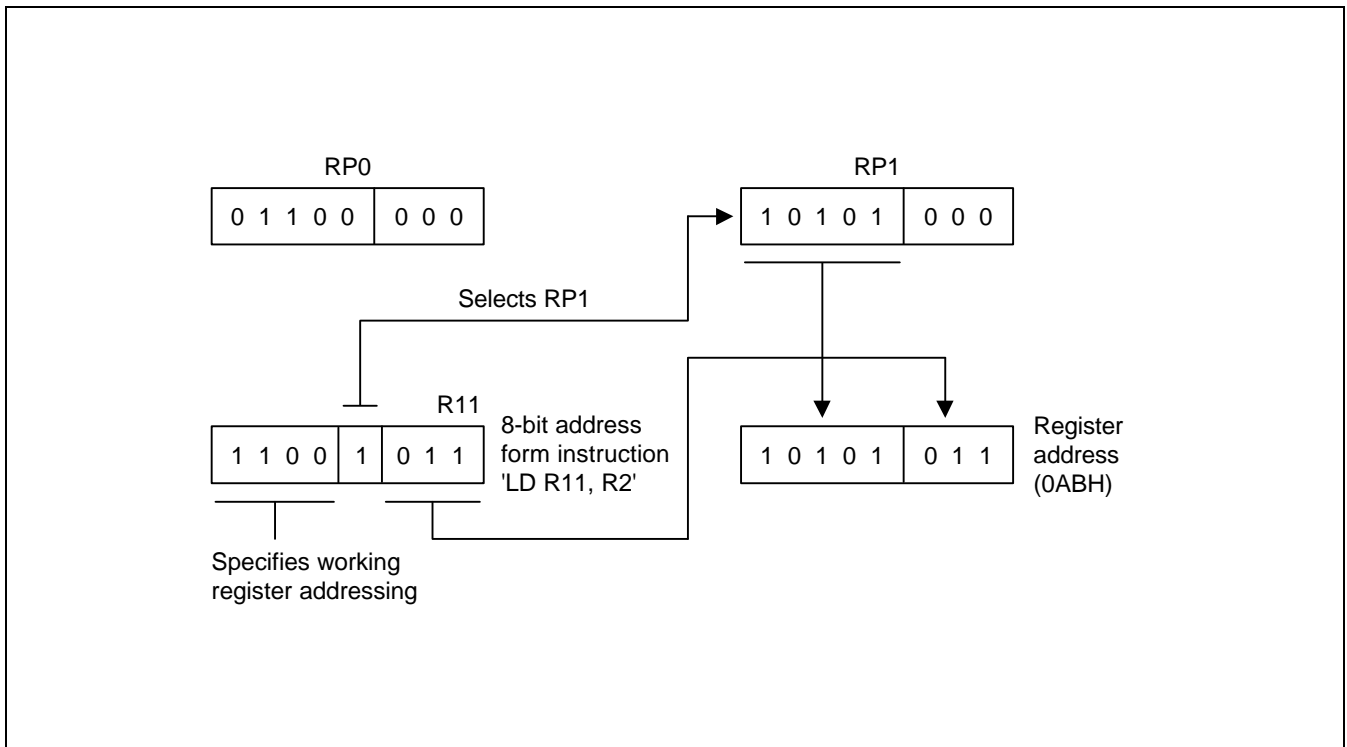 RP0
RP1
0 1 1 0 0 0 0 0
1 0 1 0 1 0 0 0
Selects RP1
R11
1 1 0 0 1 0 1 1
8-bit address
form instruction
'LD R11, R2'
1 0 1 0 1 0 1 1
Register
address
(0ABH)
Specifies working
register addressing